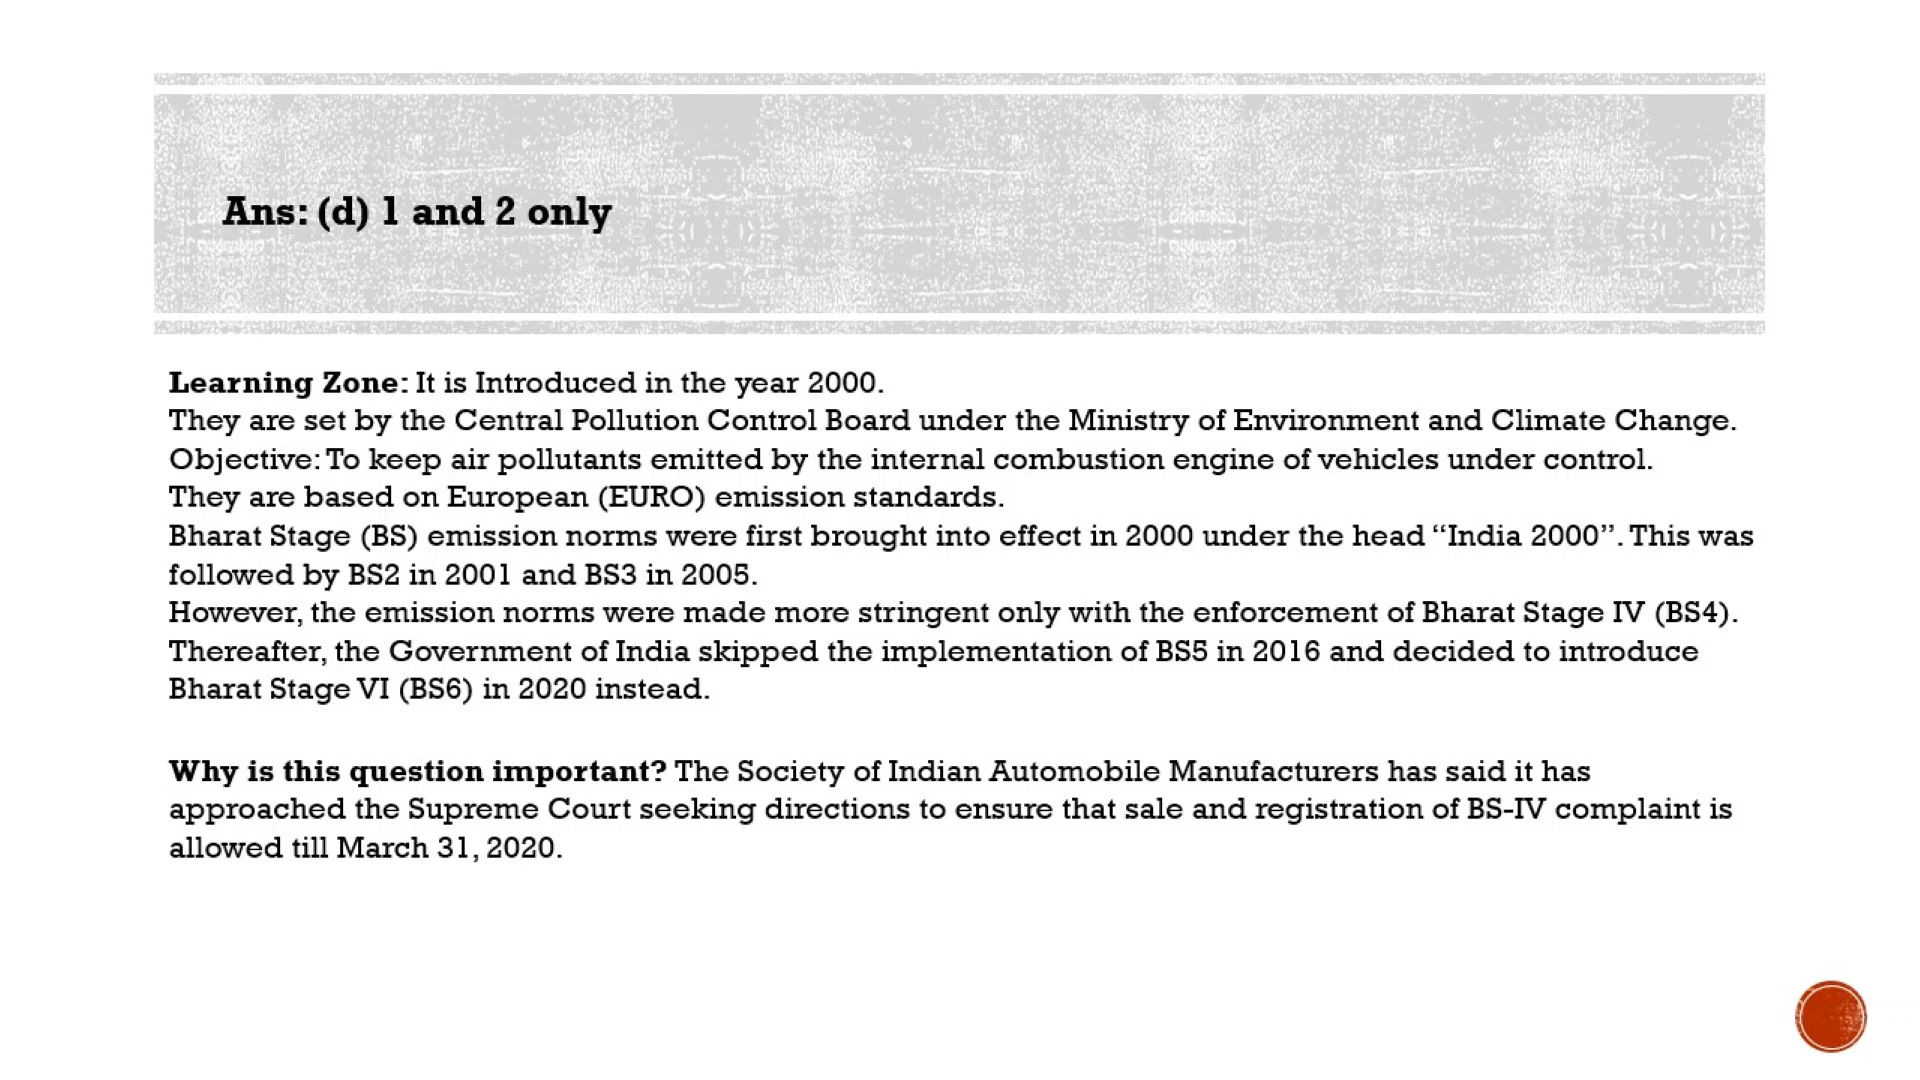 Ans: (d) 1 and 2 only
Learning Zone: It is Introduced in the year 2000.
They are set by the Central Pollution Control Board under the Ministry of Environment and Climate Change.
Objective: To keep air pollutants emitted by the internal combustion engine of vehicles under control.
They are based on European (EURO) emission standards.
Bharat Stage (BS) emission norms were first brought into effect in 2000 under the head “India 2000”. This was
followed by BS2 in 2001 and BS3 in 2005.
However, the emission norms were made more stringent only with the enforcement of Bharat Stage IV (BS4).
Thereafter, the Government of India skipped the implementation of BS5 in 2016 and decided to introduce
Bharat Stage VI (BS6) in 2020 instead.
Why is this question important? The Society of Indian Automobile Manufacturers has said it has
approached the Supreme Court seeking directions to ensure that sale and registration of BS-IV complaint is
allowed till March 31, 2020.